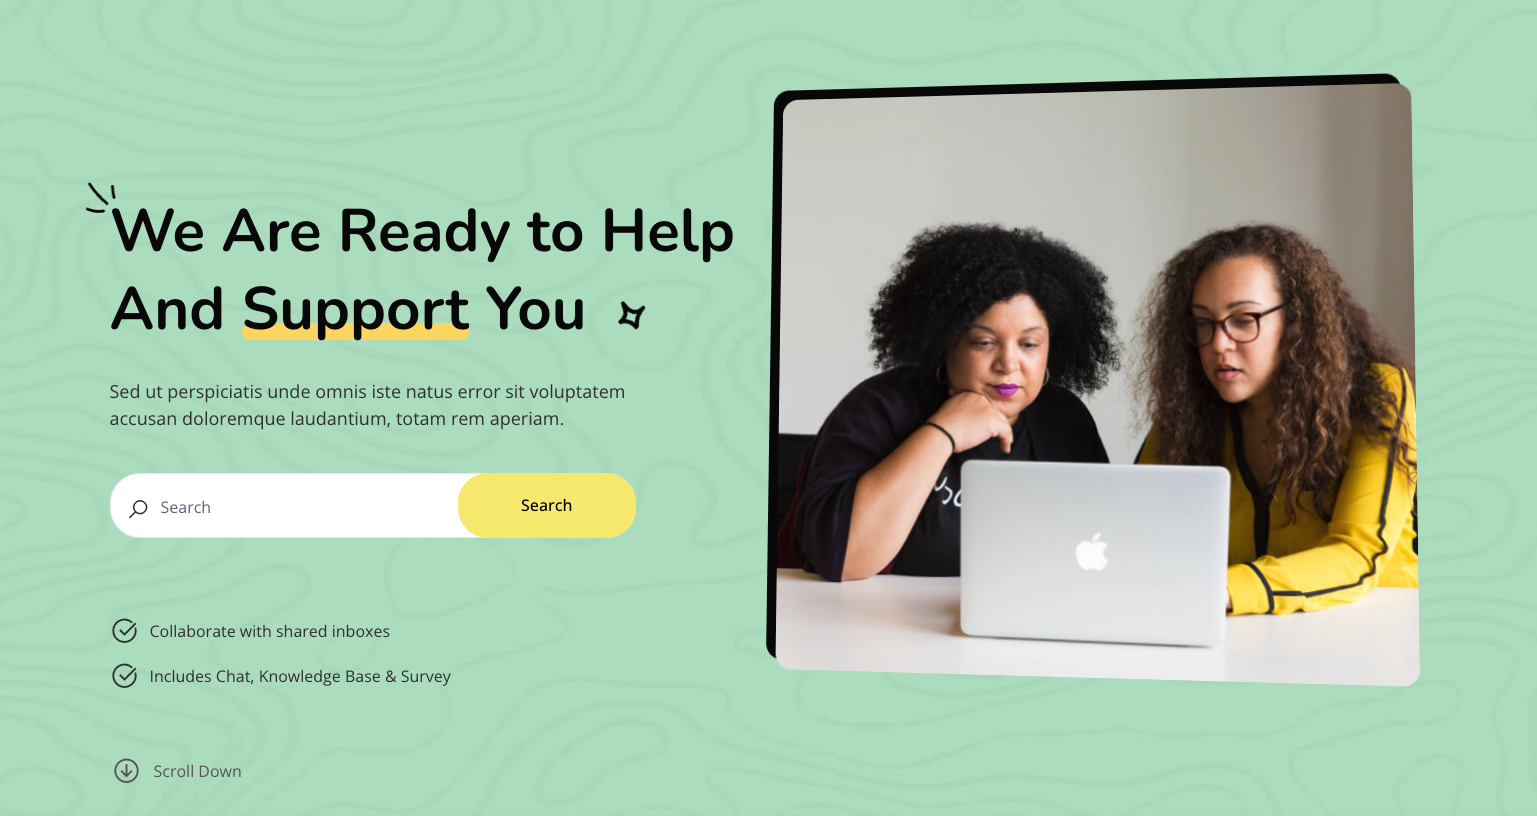 We Are Ready to Help
And Support You
Sed ut perspiciatis unde omnis iste natus error sit voluptatem
accusan doloremque laudantium, totam rem aperiam.
Search
Search
Collaborate with shared inboxes
Includes Chat, Knowledge Base & Survey
Scroll Down